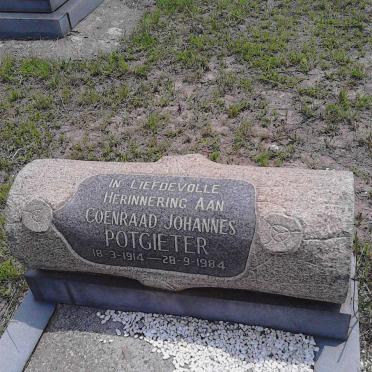 IN LIEFDEVOLLE
HERINNERING AAN
COENRAAD JOHANNES
POTGIETER
18-3-1914 — 28-9-1984